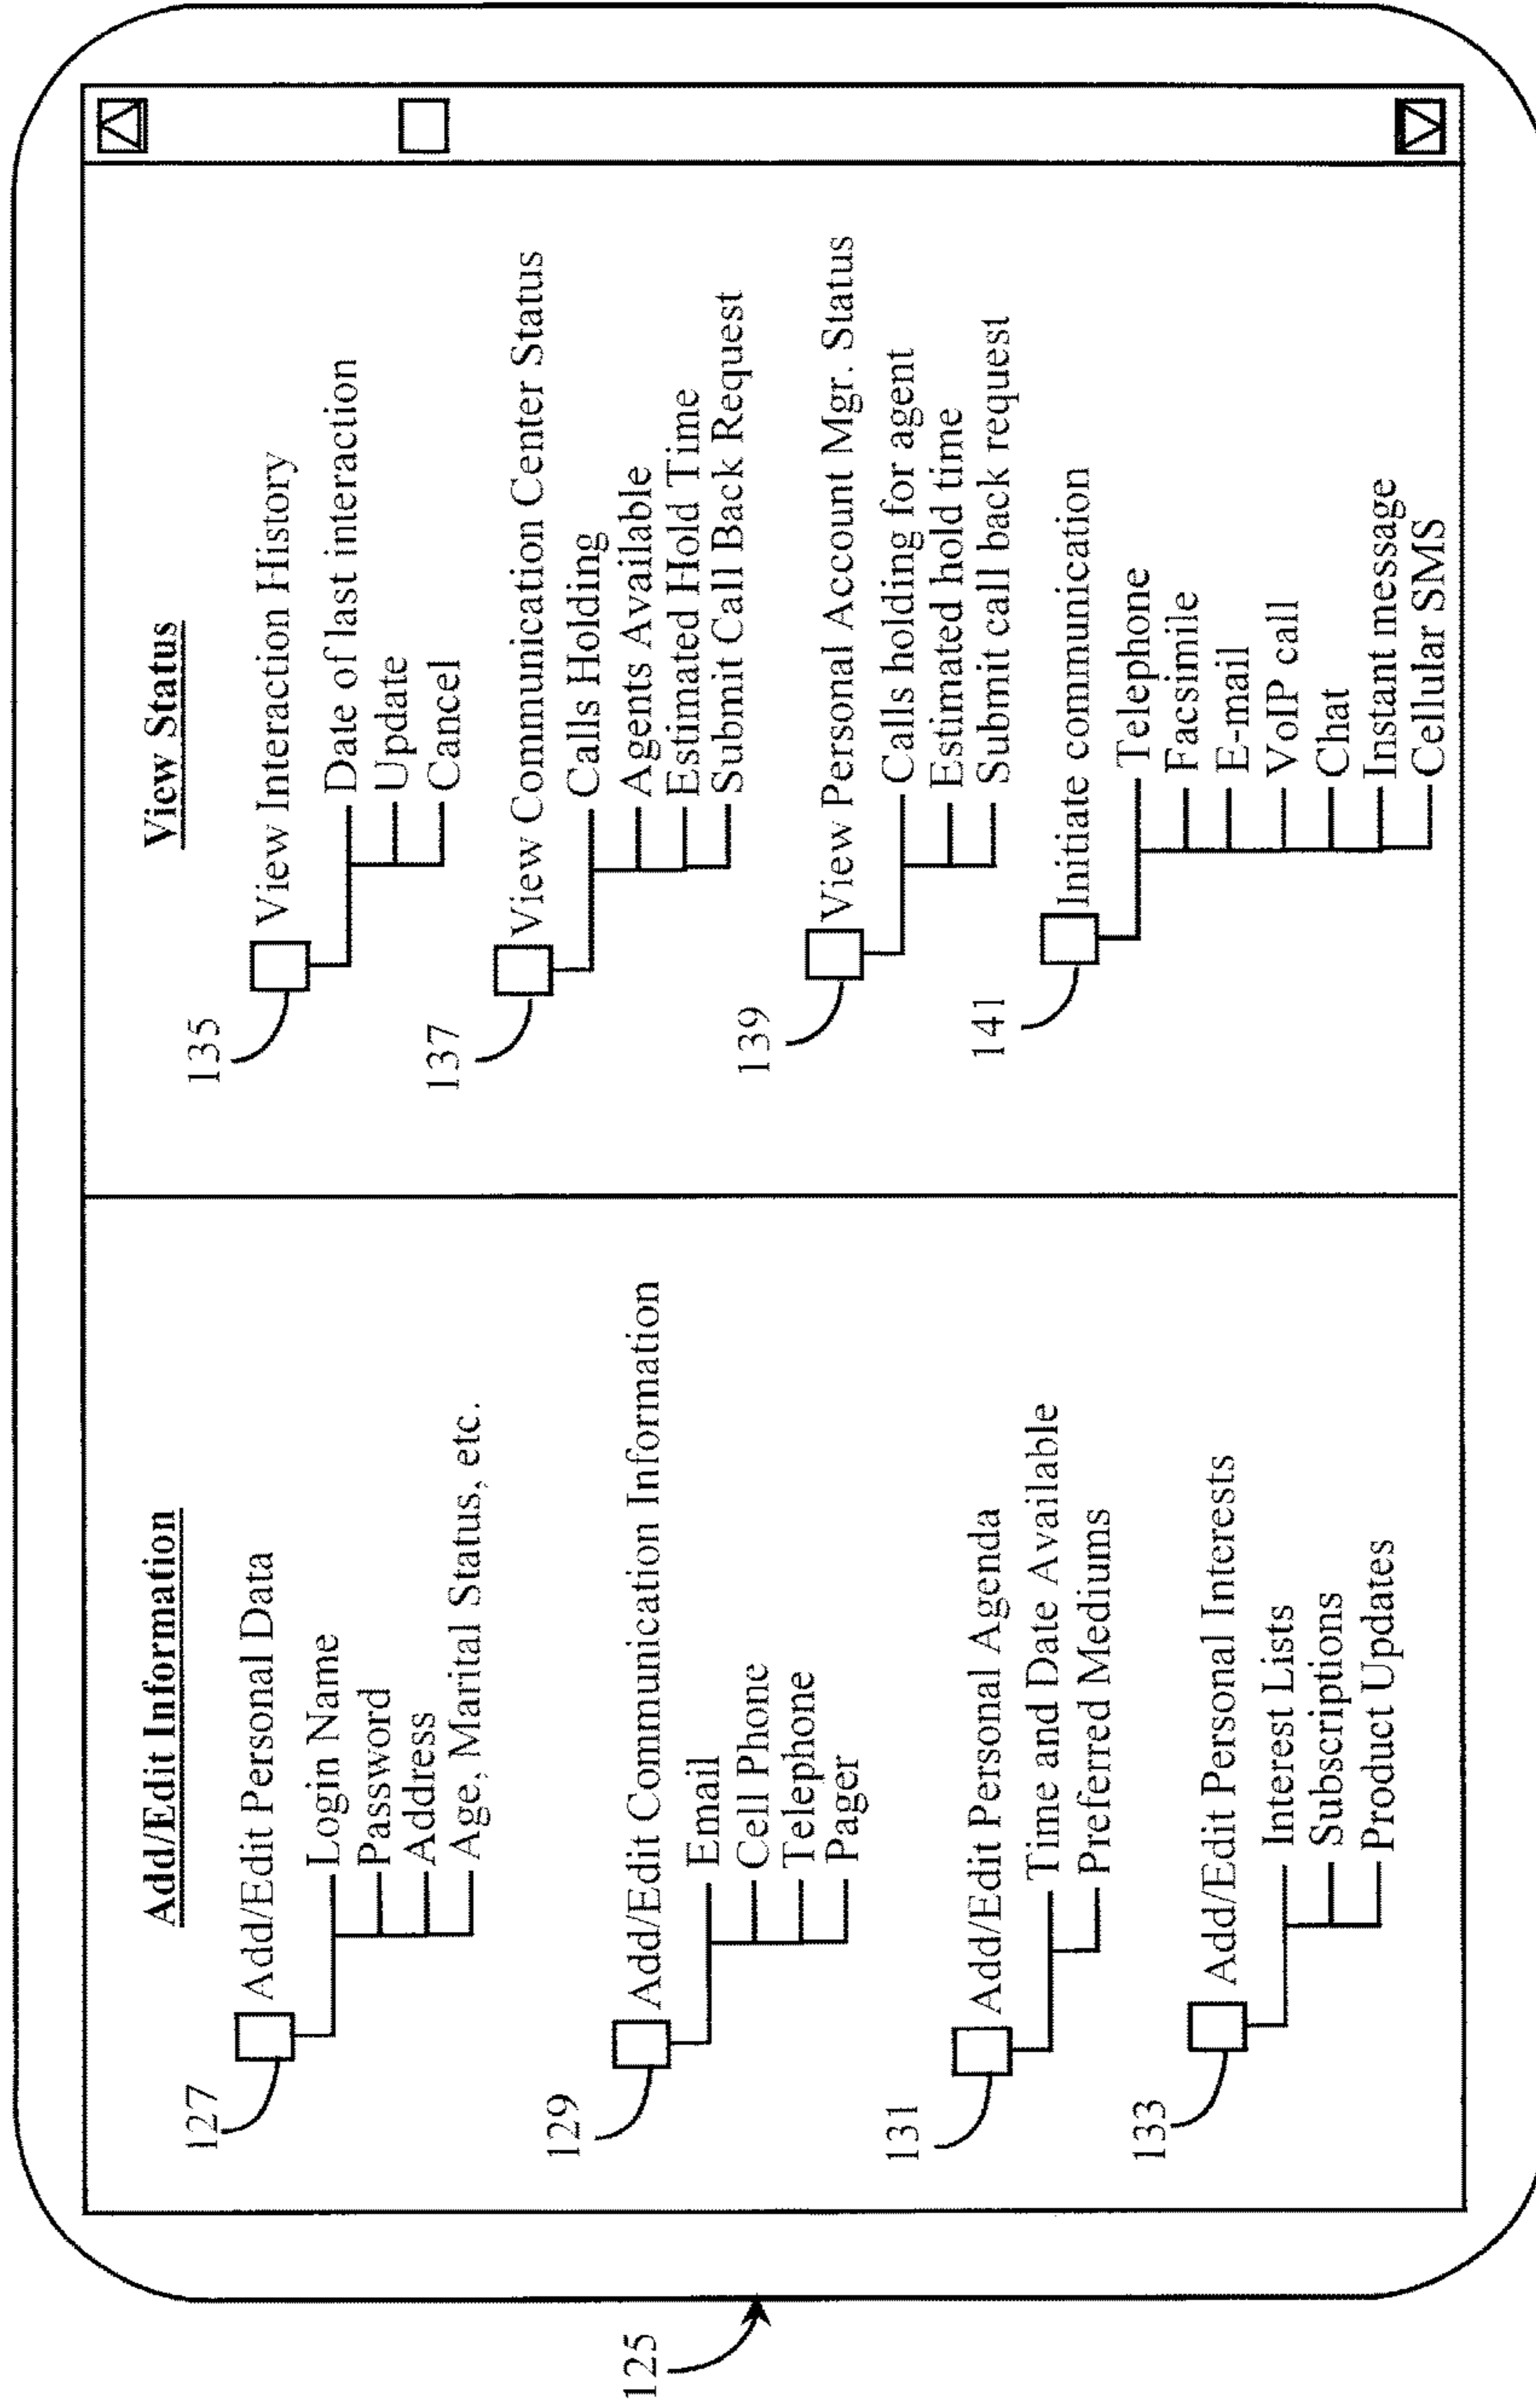 125
Add/Edit Information
127
Add/Edit Personal Data
Login Name
Password
Address
Age, Marital Status, etc.
129
Add/Edit Communication Information
Email
Cell Phone
Telephone
Pager
131
Add/Edit Personal Agenda
Time and Date Available
Preferred Mediums
133
Add/Edit Personal Interests
Interest Lists
Subscriptions
Product Updates
View Status
135
View Interaction History
Date of last interaction
Update
Cancel
137
View Communication Center Status
Calls Holding
Agents Available
Estimated Hold Time
Submit Call Back Request
139
View Personal Account Mgr. Status
Calls holding for agent
Estimated hold time
Submit call back request
141
Initiate communication
Telephone
Facsimile
E-mail
VoIP call
Chat
Instant message
Cellular SMS